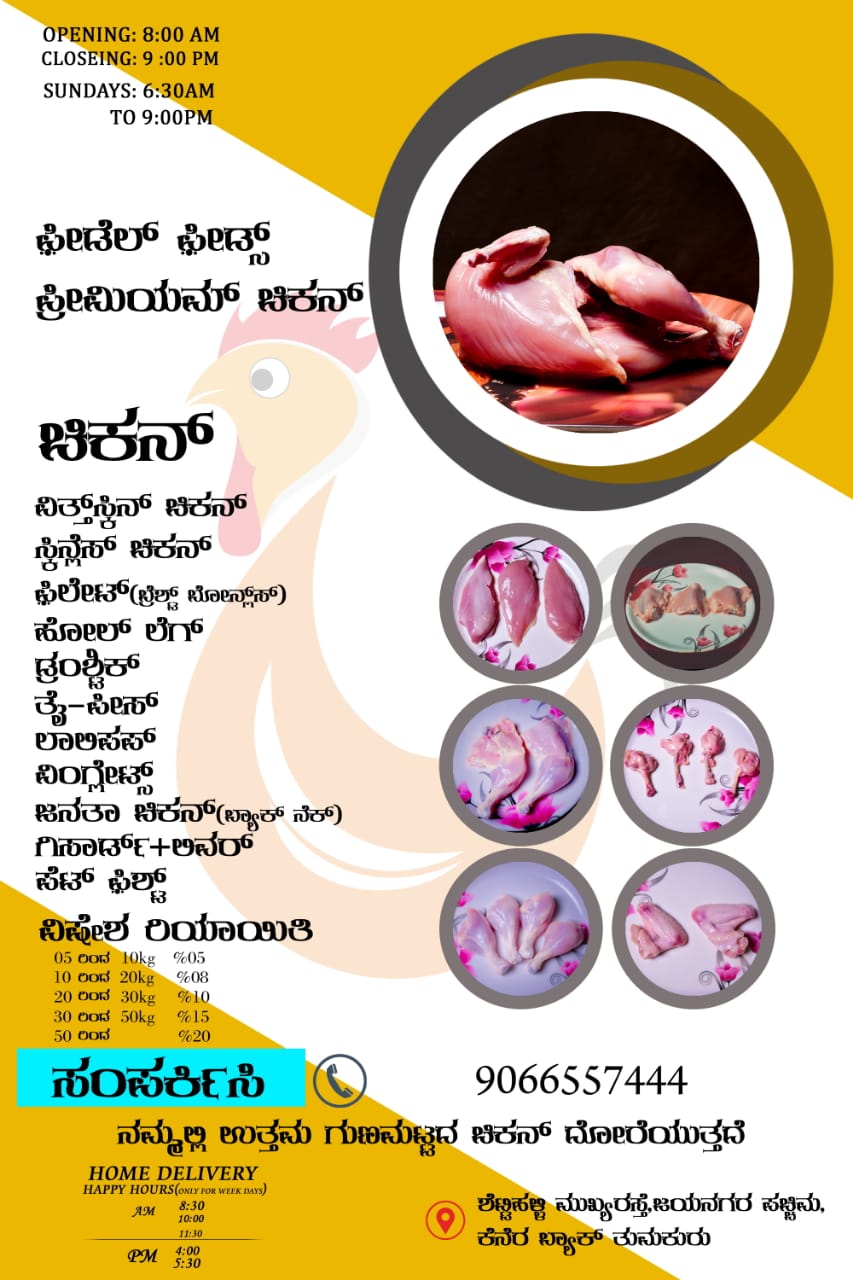 OPENING: 8:00 AM
CLOSEING: 9 :00 PM
SUNDAYS: 6:30AM
TO 9:00PM
ಫೀಡೆಲ್ ಫೀಡ್ಸ್
ಪ್ರೀಮಿಯಮ್ ಚಿಕನ್
ಚಿಕನ್
ವಿತ್ತ್‌ಸ್ಕಿನ್ ಚಿಕನ್
ಸ್ಕಿನ್ಲೆಸ್ ಚಿಕನ್
ಫಿಲೇಟ್(ಬ್ರೆಶ್ಟ್ ಬೋನ್ಲ್‌ಸ್)
ಹೋಲ್ ಲೆಗ್
ಡ್ರಂಶ್ಟಿಕ್
ತೈ-ಪೀಸ್
ಲಾಲಿಪಪ್
ವಿಂಗ್ಲೇಟ್ಸ್
ಜನತಾ ಚಿಕನ್(ಬ್ಯಾಕ್ ನೆಕ್)
ಗಿಸಾರ್ಡ್+ಲಿವರ್
ಪೆಟ್ ಫಿಶ್ಟ್
ವಿಷೇಶ ರಿಯಾಯಿತಿ
05 ರಿಂದ 10kg %05
10 ರಿಂದ 20kg %08
20 ರಿಂದ 30kg %10
30 ರಿಂದ 50kg %15
50 ರಿಂದ %20
ಸಂಪರ್ಕಿಸಿ 9066557444
ನಮ್ಮಲ್ಲಿ ಉತ್ತಮ ಗುಣಮಟ್ಟದ ಚಿಕನ್ ದೋರೆಯುತ್ತದೆ
HOME DELIVERY
HAPPY HOURS(ONLY FOR WEEK DAYS)
AM 8:30
10:00
11:30
PM 4:00
5:30
ಶೆಟ್ಟಿಹಳ್ಳಿ ಮುಖ್ಯರಸ್ತೆ,ಜಯನಗರ ಪಚ್ಚಿಮ,
ಕೆನೆರ ಬ್ಯಾಕ್ ತುಮಕುರು